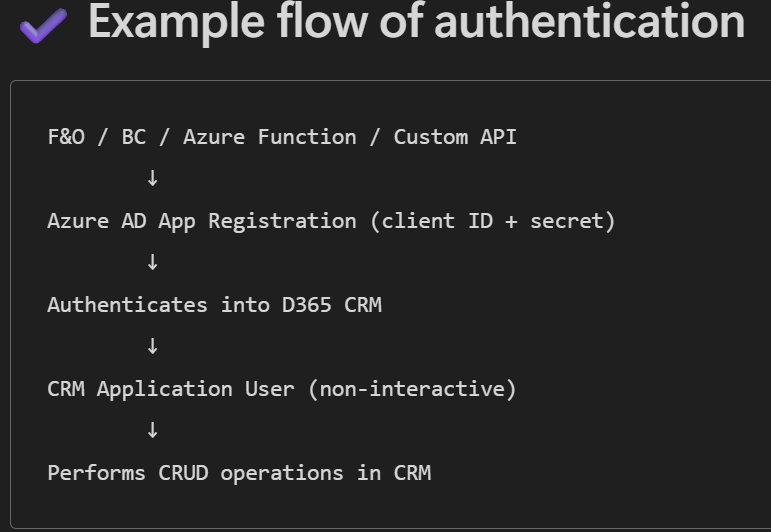 ✔ Example flow of authentication
F&O / BC / Azure Function / Custom API
↓
Azure AD App Registration (client ID + secret)
↓
Authenticates into D365 CRM
↓
CRM Application User (non-interactive)
↓
Performs CRUD operations in CRM